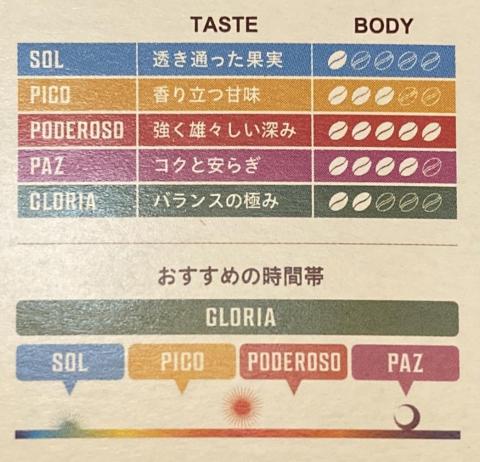 TASTE BODY
SOL 透き通った果実
PICO 香り立つ甘味
PODEROSO 強く雄々しい深み
PAZ コクと安らぎ
GLORIA バランスの極み
おすすめの時間帯
GLORIA
SOL PICO PODEROSO PAZ